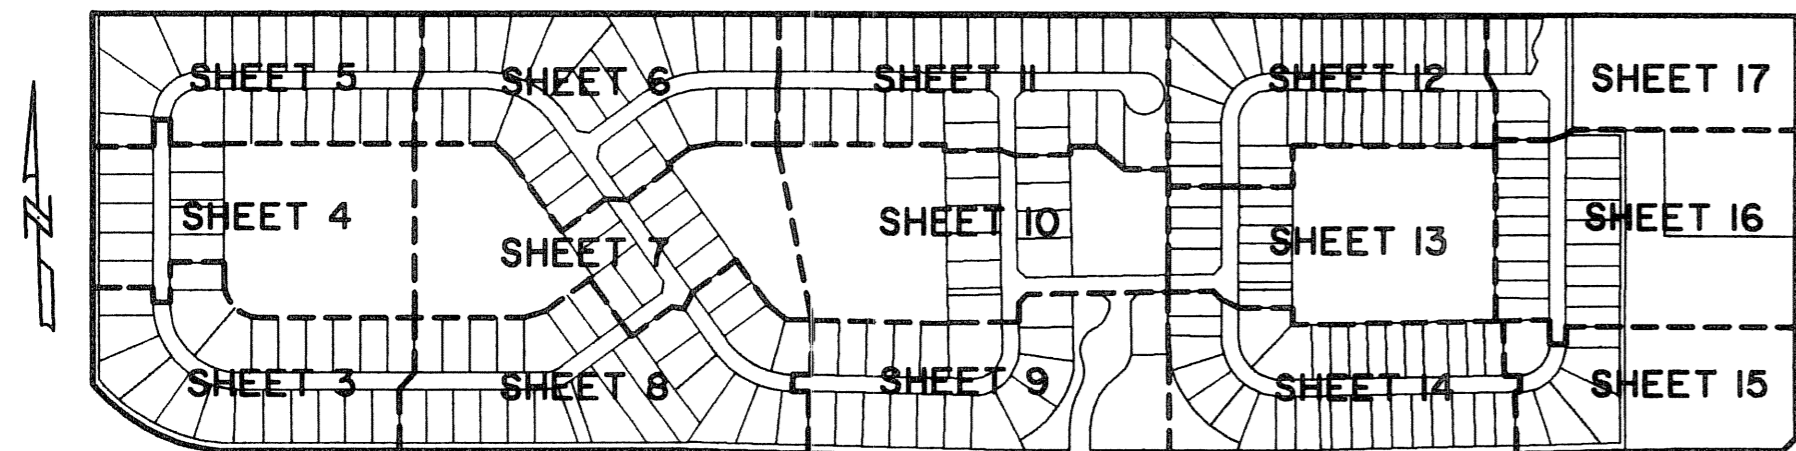 SHEET 5
SHEET 6
SHEET 11
SHEET 12
SHEET 17
N
SHEET 4
SHEET 7
SHEET 10
SHEET 13
SHEET 16
SHEET 3
SHEET 8
SHEET 9
SHEET 14
SHEET 15